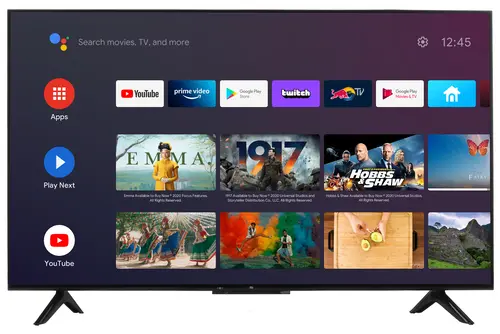 Search movies, TV, and more
12:45
YouTube
prime video
Google Play
Store
twitch
Red Bull TV
Google Play
Movies & TV
Apps
EMMA.
1917
HOBBS
& SHAW
Emma Available to Buy Now * 2020 Focus Features.
All Rights Reserved.
1917 Available to Buy Now * 2020 Universal Studios and
Storyteller Distribution Co., LLC. All Rights Reserved.
Hobbs & Shaw Available to Buy Now * 2020 Universal Studios.
All Rights Reserved.
Play Next
YouTube